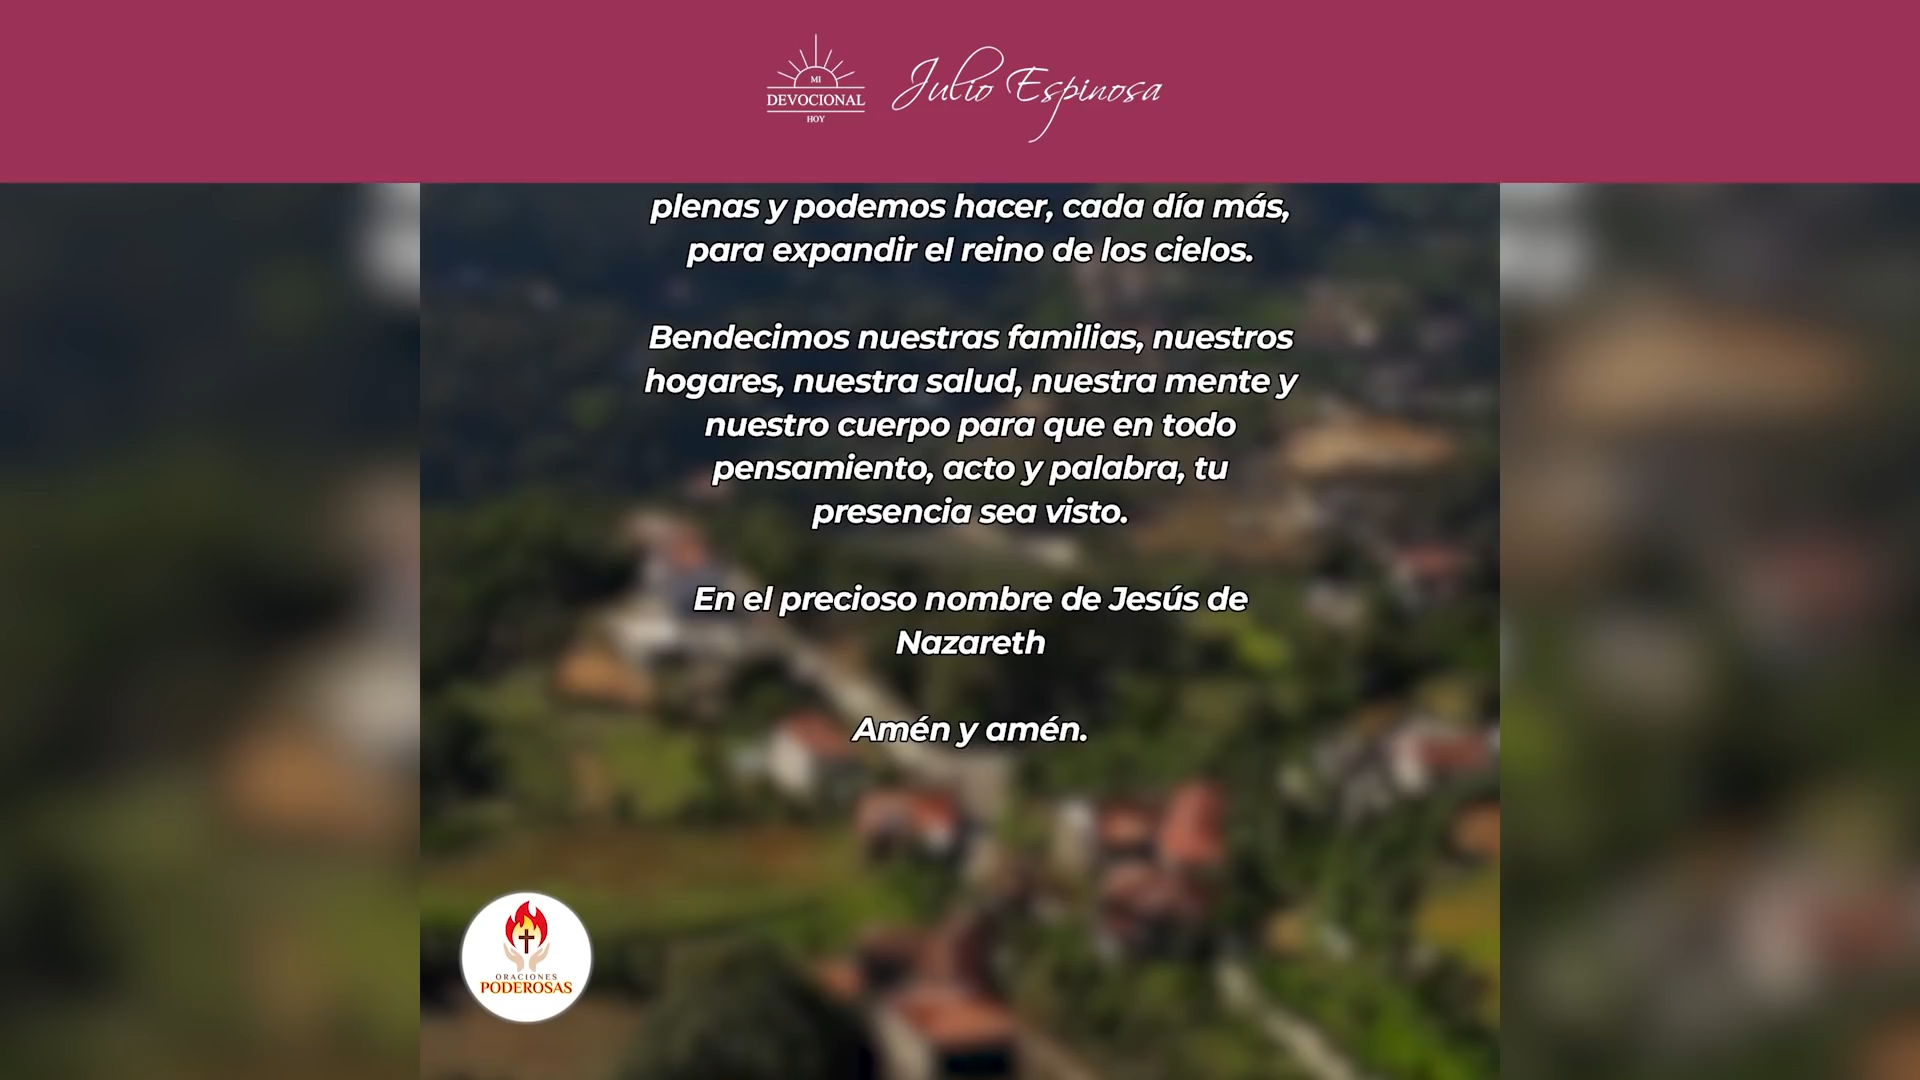 MI
DEVOCIONAL
HOY
Julio Espinosa
plenas y podemos hacer, cada día más,
para expandir el reino de los cielos.
Bendecimos nuestras familias, nuestros
hogares, nuestra salud, nuestra mente y
nuestro cuerpo para que en todo
pensamiento, acto y palabra, tu
presencia sea visto.
En el precioso nombre de Jesús de
Nazareth
Amén y amén.
ORACIONES
PODEROSAS